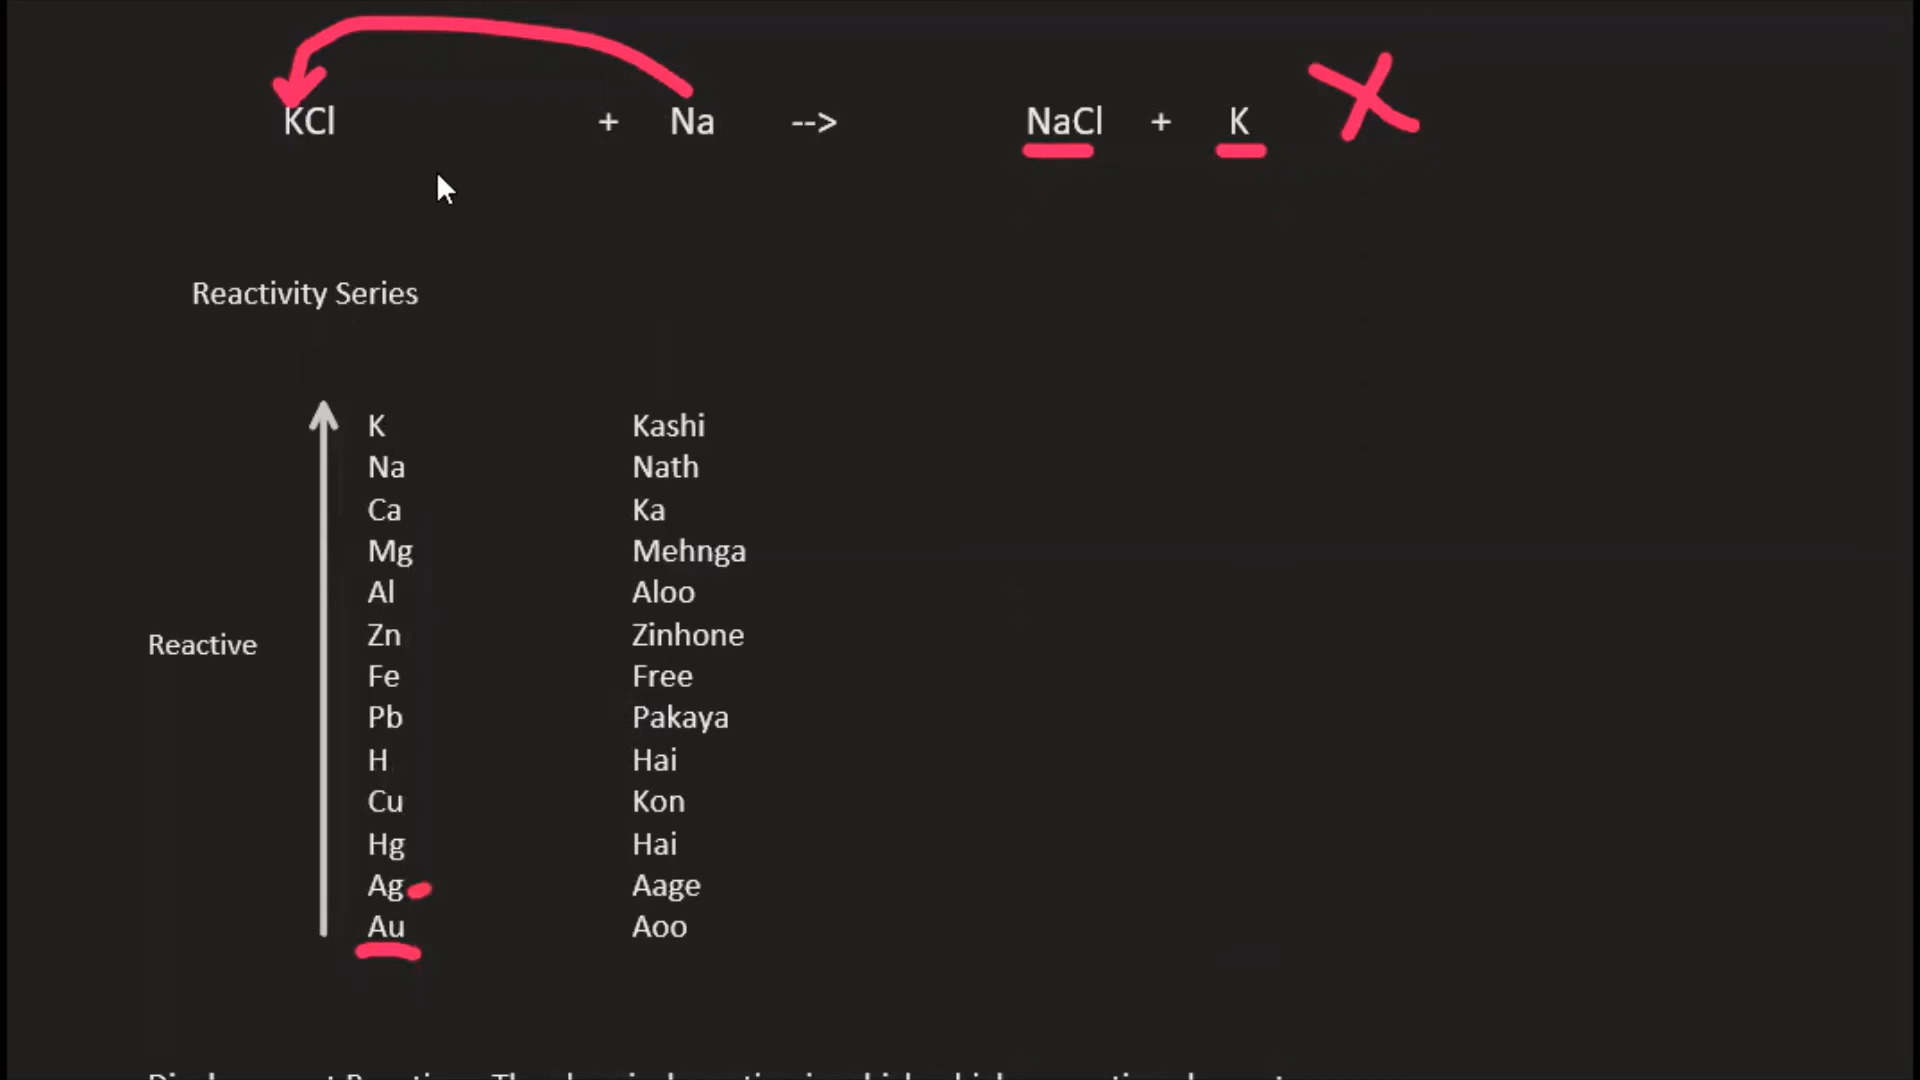 KCl + Na --> NaCl + K
Reactivity Series
K Kashi
Na Nath
Ca Ka
Mg Mehnga
Al Aloo
Zn Zinhone
Reactive
Fe Free
Pb Pakaya
H Hai
Cu Kon
Hg Hai
Ag Aage
Au Aoo